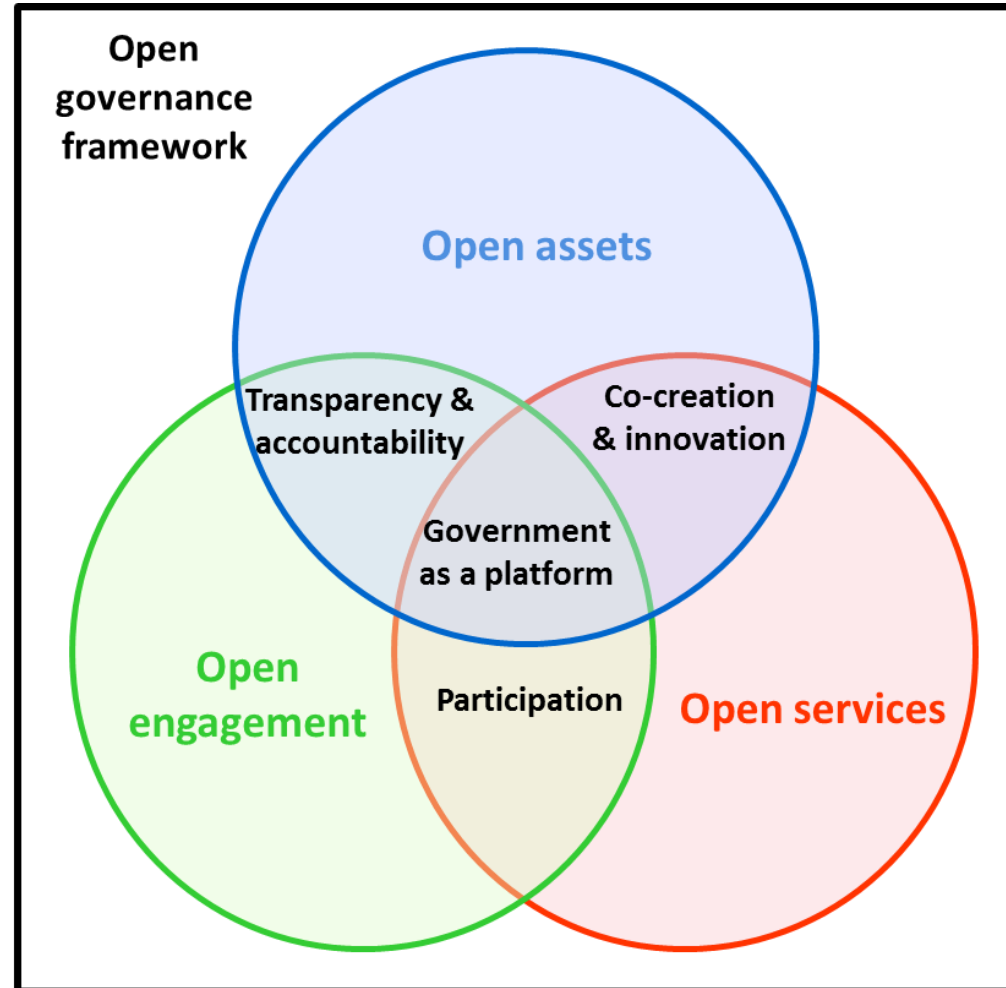 Open
governance
framework
Open assets
Transparency &
accountability
Co-creation
& innovation
Government
as a platform
Open
engagement
Participation
Open services